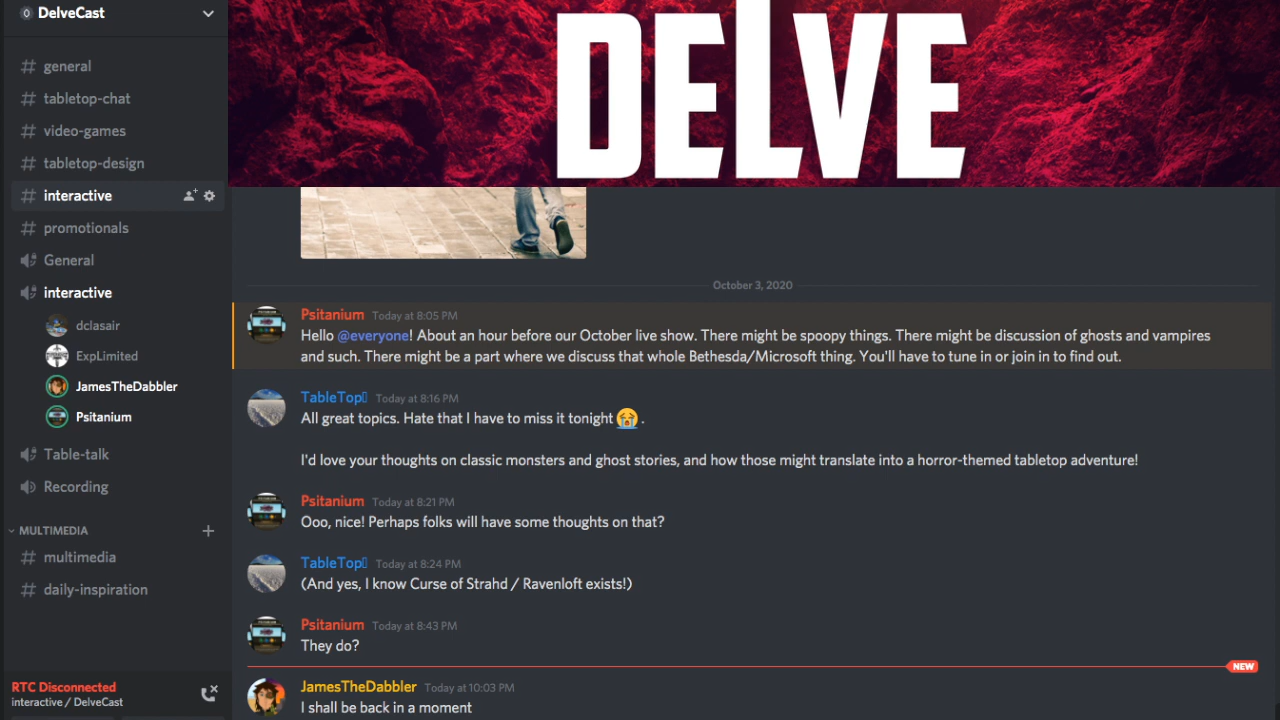 DelveCast
DELVE
general
tabletop-chat
video-games
tabletop-design
interactive
promotionals
General
interactive
dclasair
ExpLimited
JamesTheDabbler
Psitanium
Table-talk
Recording
MULTIMEDIA
multimedia
daily-inspiration
RTC Disconnected
interactive / DelveCast
October 3, 2020
Psitanium Today at 8:05 PM
Hello @everyone! About an hour before our October live show. There might be spoopy things. There might be discussion of ghosts and vampires
and such. There might be a part where we discuss that whole Bethesda/Microsoft thing. You'll have to tune in or join in to find out.
TableTop Today at 8:16 PM
All great topics. Hate that I have to miss it tonight 😭 .
I'd love your thoughts on classic monsters and ghost stories, and how those might translate into a horror-themed tabletop adventure!
Psitanium Today at 8:21 PM
Ooo, nice! Perhaps folks will have some thoughts on that?
TableTop Today at 8:24 PM
(And yes, I know Curse of Strahd / Ravenloft exists!)
Psitanium Today at 8:43 PM
They do?
NEW
JamesTheDabbler Today at 10:03 PM
I shall be back in a moment